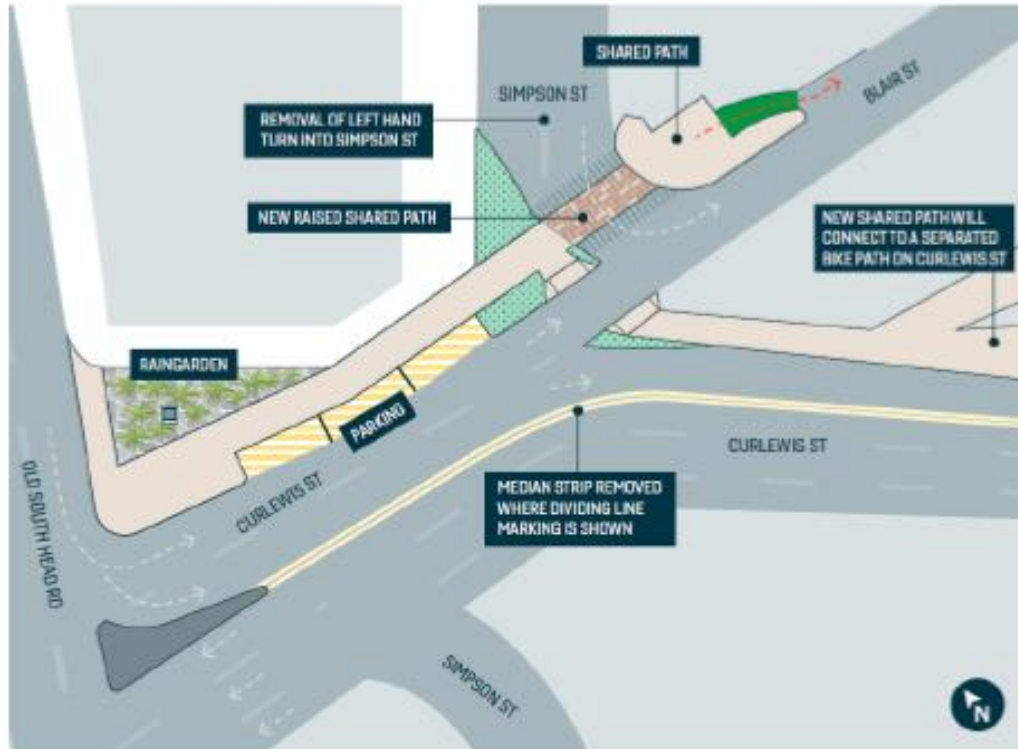 SHARED PATH
SIMPSON ST
BLAIR ST
REMOVAL OF LEFT HAND
TURN INTO SIMPSON ST
NEW RAISED SHARED PATH
NEW SHARED PATH WILL
CONNECT TO A SEPARATED
BIKE PATH ON CURLEWIS ST
RAINGARDEN
PARKING
CURLEWIS ST
CURLEWIS ST
MEDIAN STRIP REMOVED
WHERE DIVIDING LINE
MARKING IS SHOWN
OLD SOUTH HEAD RD
SIMPSON ST
N